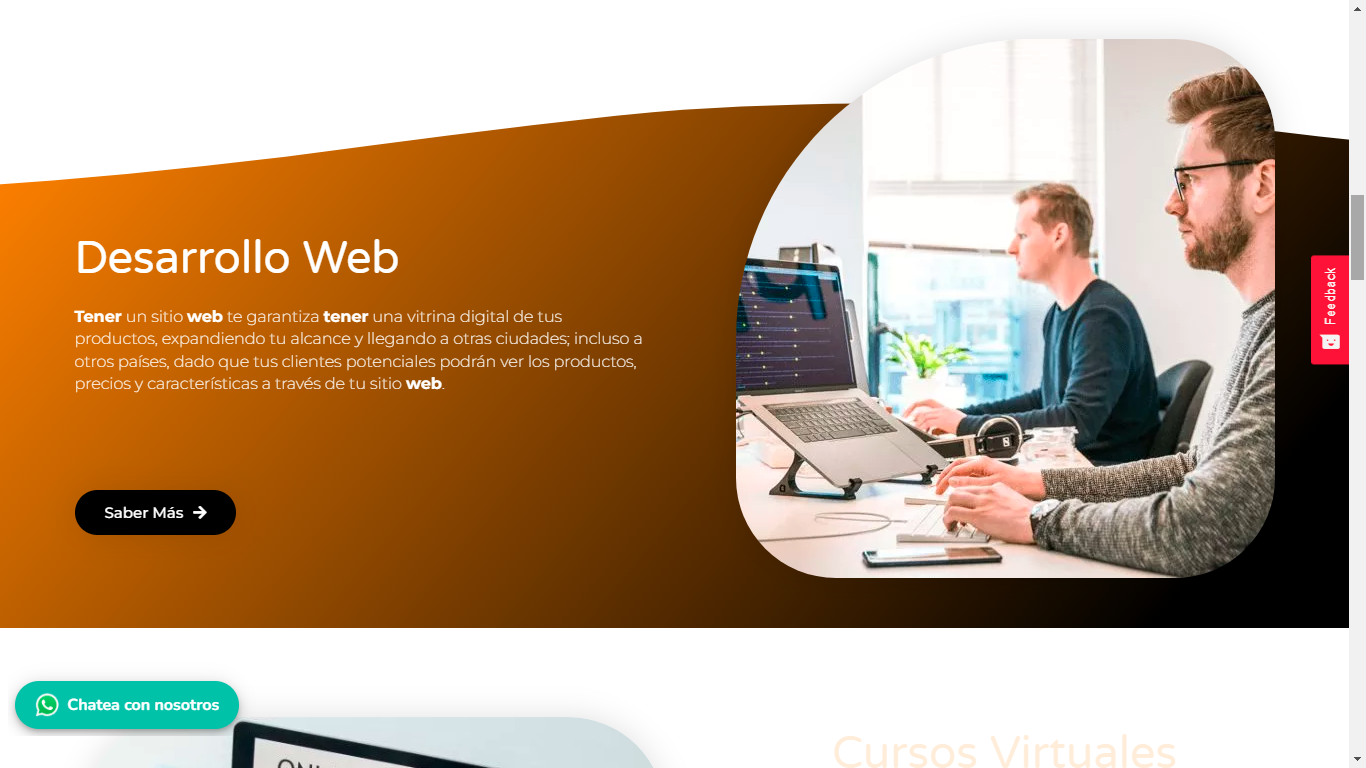 Desarrollo Web
Tener un sitio web te garantiza tener una vitrina digital de tus
productos, expandiendo tu alcance y llegando a otras ciudades; incluso a
otros países, dado que tus clientes potenciales podrán ver los productos,
precios y características a través de tu sitio web.
Saber Más
Feedback
Chatea con nosotros
Cursos Virtuales